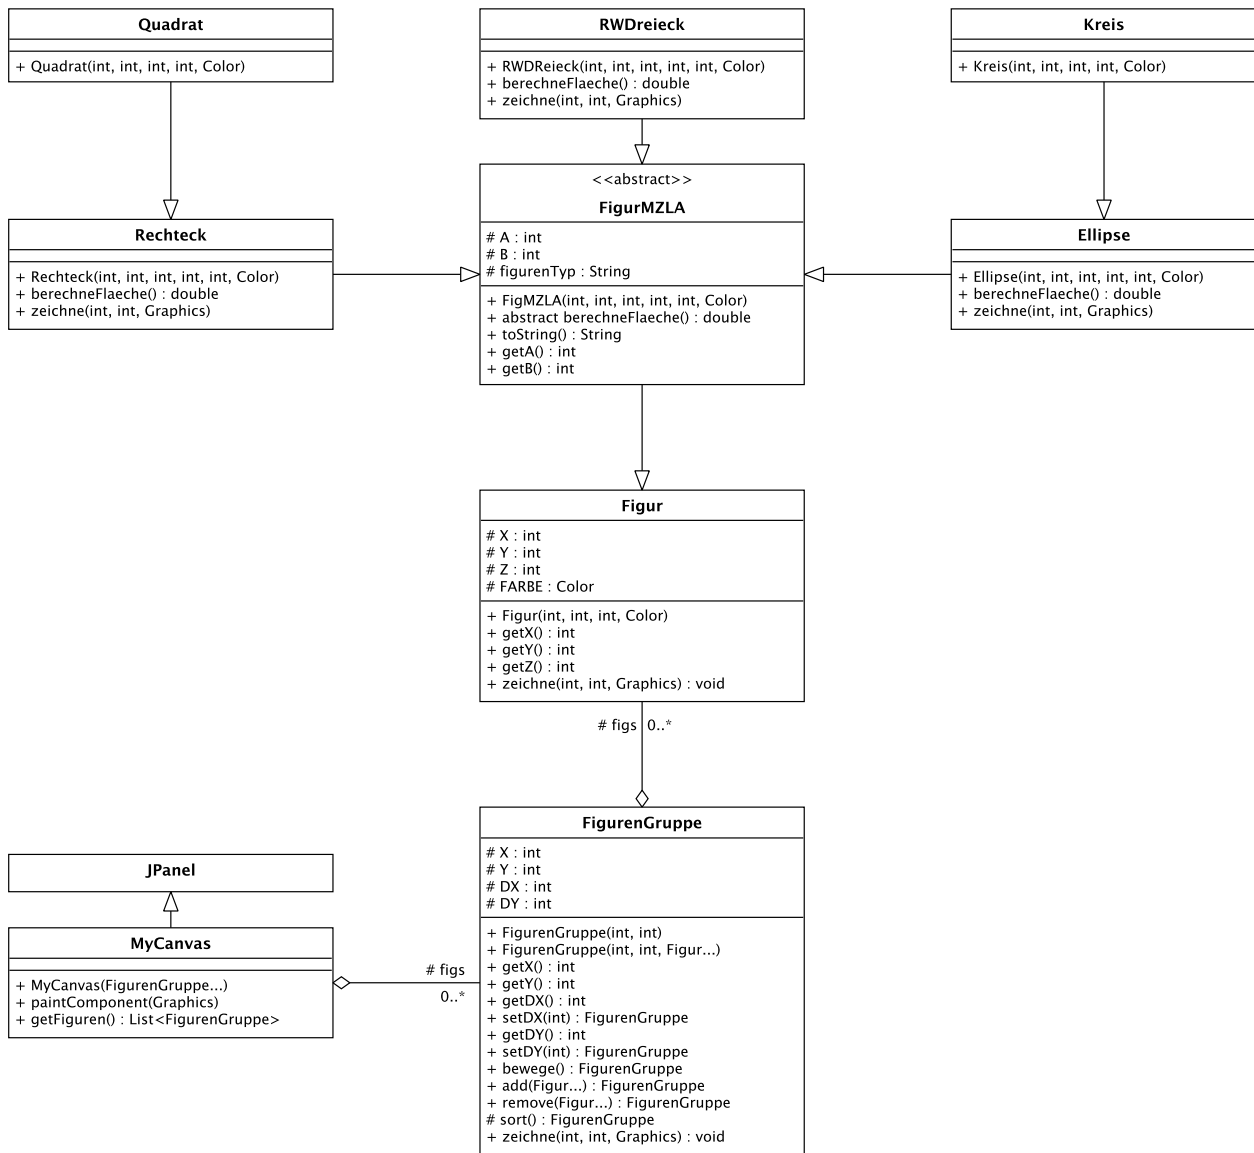 Quadrat
+ Quadrat(int, int, int, int, Color)
RWDreieck
+ RWDReieck(int, int, int, int, int, Color)
+ berechneFlaeche() : double
+ zeichne(int, int, Graphics)
Kreis
+ Kreis(int, int, int, int, Color)
Rechteck
+ Rechteck(int, int, int, int, int, Color)
+ berechneFlaeche() : double
+ zeichne(int, int, Graphics)
<<abstract>>
FigurMZLA
# A : int
# B : int
# figurenTyp : String
+ FigMZLA(int, int, int, int, int, Color)
+ abstract berechneFlaeche() : double
+ toString() : String
+ getA() : int
+ getB() : int
Ellipse
+ Ellipse(int, int, int, int, int, Color)
+ berechneFlaeche() : double
+ zeichne(int, int, Graphics)
Figur
# X : int
# Y : int
# Z : int
# FARBE : Color
+ Figur(int, int, int, Color)
+ getX() : int
+ getY() : int
+ getZ() : int
+ zeichne(int, int, Graphics) : void
# figs 0..*
JPanel
MyCanvas
+ MyCanvas(FigurenGruppe...)
+ paintComponent(Graphics)
+ getFiguren() : List<FigurenGruppe>
# figs
0..*
FigurenGruppe
# X : int
# Y : int
# DX : int
# DY : int
+ FigurenGruppe(int, int)
+ FigurenGruppe(int, int, Figur...)
+ getX() : int
+ getY() : int
+ getDX() : int
+ setDX(int) : FigurenGruppe
+ getDY() : int
+ setDY(int) : FigurenGruppe
+ bewege() : FigurenGruppe
+ add(Figur...) : FigurenGruppe
+ remove(Figur...) : FigurenGruppe
# sort() : FigurenGruppe
+ zeichne(int, int, Graphics) : void